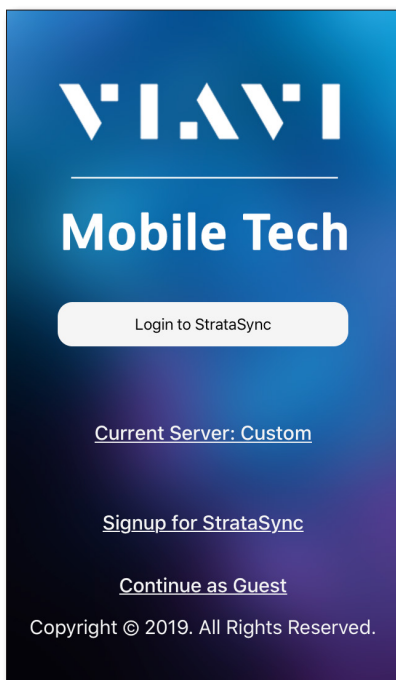 VIAVI
Mobile Tech
Login to StrataSync
Current Server: Custom
Signup for StrataSync
Continue as Guest
Copyright © 2019. All Rights Reserved.